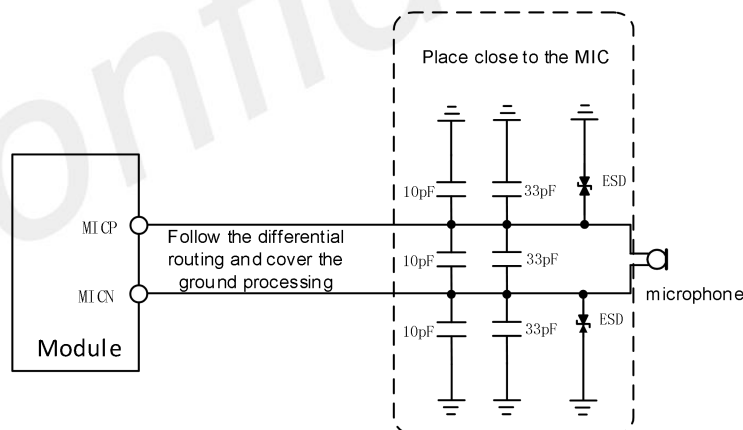 Place close to the MIC
10pF
33pF
ESD
MICP
Follow the differential
routing and cover the
ground processing
10pF
33pF
MICN
microphone
Module
10pF
33pF
ESD